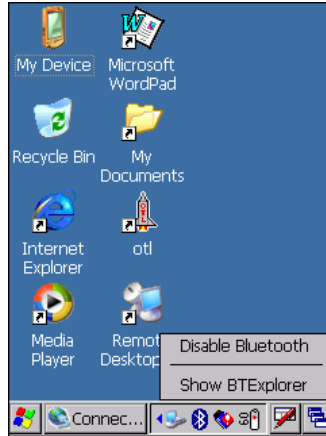 My Device
Microsoft
WordPad
Recycle Bin
My
Documents
Internet
Explorer
otl
Media
Player
Remot
Desktop
Disable Bluetooth
Show BTExplorer
Connec...